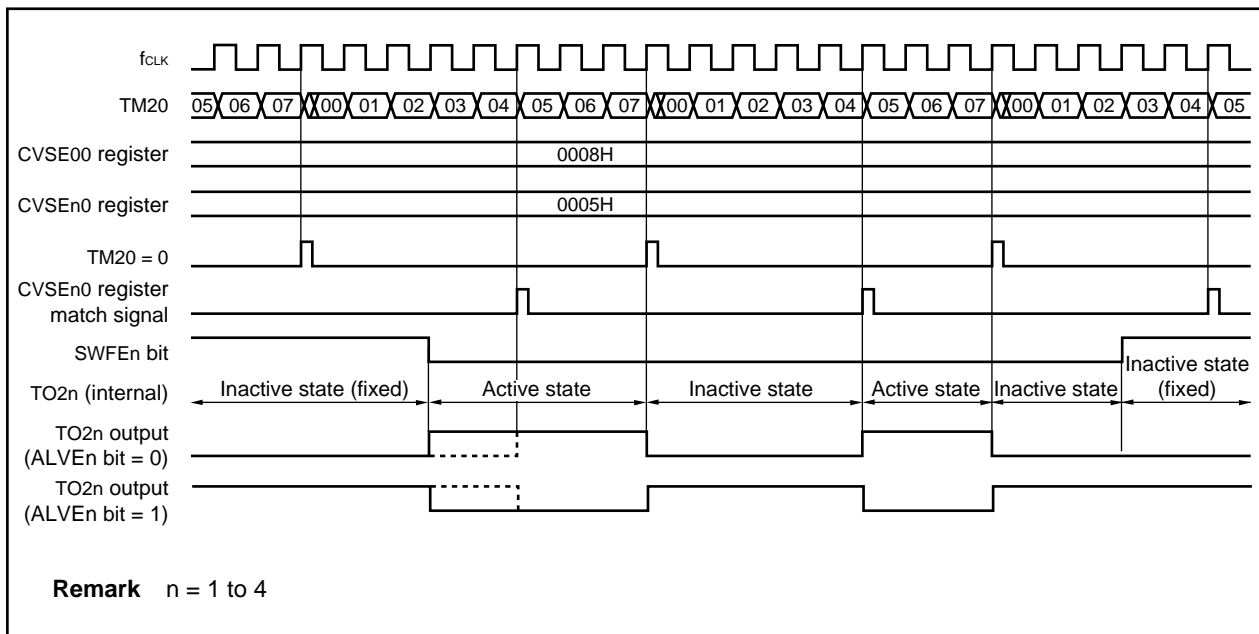 fCLK
TM20 05 06 07 00 01 02 03 04 05 06 07 00 01 02 03 04 05 06 07 00 01 02 03 04 05
CVSE00 register 0008H
CVSEn0 register 0005H
TM20 = 0
CVSEn0 register
match signal
SWFEn bit
TO2n (internal) Inactive state (fixed) Active state Inactive state Active state Inactive state Inactive state
(fixed)
TO2n output
(ALVEn bit = 0)
TO2n output
(ALVEn bit = 1)
Remark n = 1 to 4